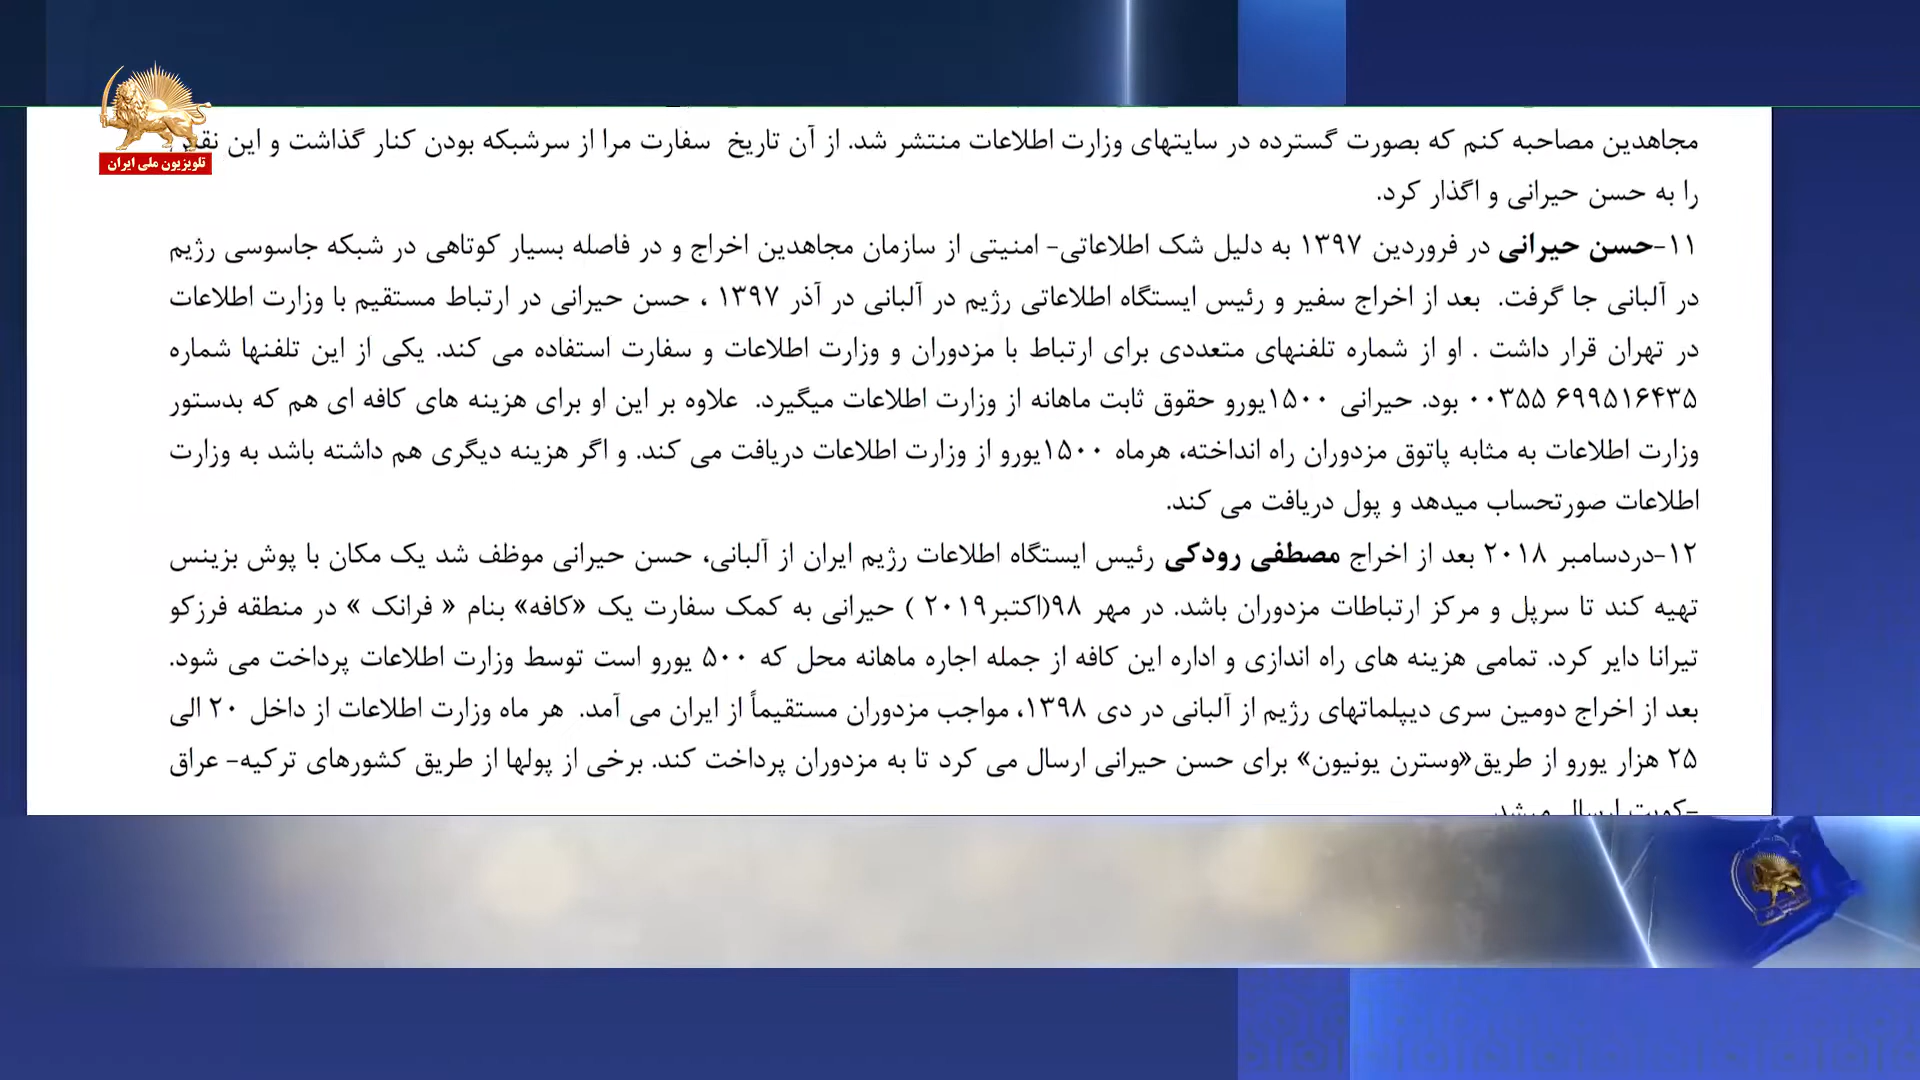 تلویزیون ملی ایران
مجاهدین مصاحبه کنم که بصورت گسترده در سایتهای وزارت اطلاعات منتشر شد. از آن تاریخ سفارت مرا از سرشبکه بودن کنار گذاشت و این
را به حسن حیرانی و اگذار کرد.
۱۱-حسن حیرانی در فروردین ۱۳۹۷ به دلیل شک اطلاعاتی- امنیتی از سازمان مجاهدین اخراج و در فاصله بسیار کوتاهی در شبکه جاسوسی رژیم
در آلبانی جا گرفت. بعد از اخراج سفیر و رئیس ایستگاه اطلاعاتی رژیم در آلبانی در آذر ۱۳۹۷ ، حسن حیرانی در ارتباط مستقیم با وزارت اطلاعات
در تهران قرار داشت . او از شماره تلفنهای متعددی برای ارتباط با مزدوران و وزارت اطلاعات و سفارت استفاده می کند. یکی از این تلفنها شماره
۰۰۳۵۵ ۶۹۹۵۱۶۴۳۵ بود. حیرانی ۱۵۰۰یورو حقوق ثابت ماهانه از وزارت اطلاعات میگیرد. علاوه بر این او برای هزینه های کافه ای هم که بدستور
وزارت اطلاعات به مثابه پاتوق مزدوران راه انداخته، هرماه ۱۵۰۰یورو از وزارت اطلاعات دریافت می کند. و اگر هزینه دیگری هم داشته باشد به وزارت
اطلاعات صورتحساب میدهد و پول دریافت می کند.
۱۲-دردسامبر ۲۰۱۸ بعد از اخراج مصطفی رودکی رئیس ایستگاه اطلاعات رژیم ایران از آلبانی، حسن حیرانی موظف شد یک مکان با پوش بزینس
تهیه کند تا سرپل و مرکز ارتباطات مزدوران باشد. در مهر ۹۸(اکتبر۲۰۱۹ ) حیرانی به کمک سفارت یک «کافه» بنام « فرانک » در منطقه فرزکو
تیرانا دایر کرد. تمامی هزینه های راه اندازی و اداره این کافه از جمله اجاره ماهانه محل که ۵۰۰ یورو است توسط وزارت اطلاعات پرداخت می شود.
بعد از اخراج دومین سری دیپلماتهای رژیم از آلبانی در دی ۱۳۹۸، مواجب مزدوران مستقیماً از ایران می آمد. هر ماه وزارت اطلاعات از داخل ۲۰ الی
۲۵ هزار یورو از طریق«وسترن یونیون» برای حسن حیرانی ارسال می کرد تا به مزدوران پرداخت کند. برخی از پولها از طریق کشورهای ترکیه- عراق
-کویت ارسال میشد.